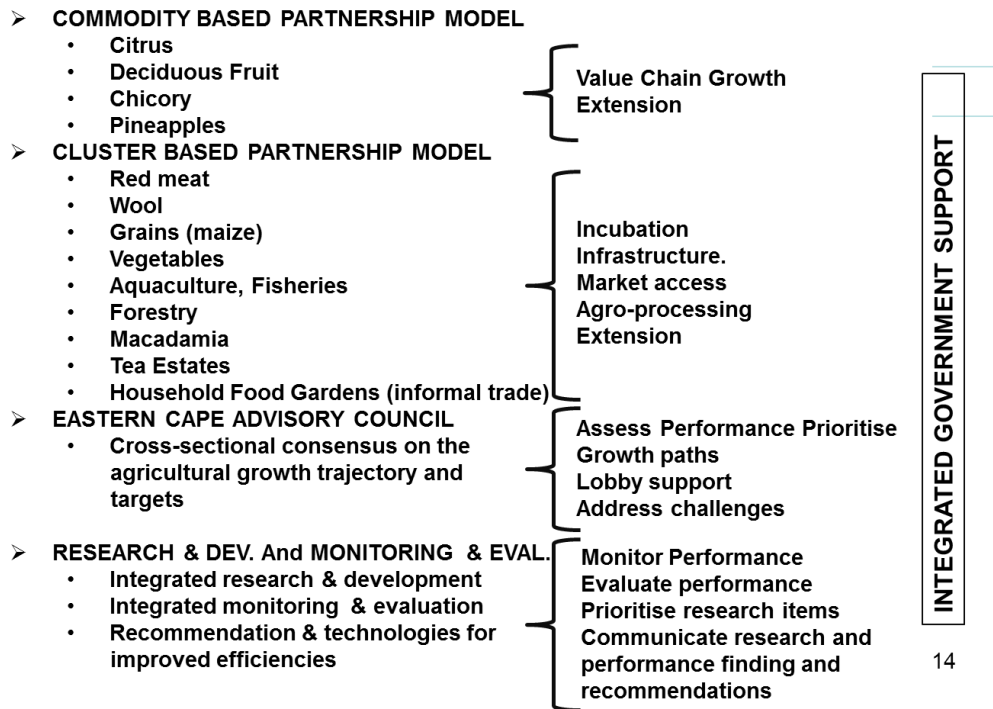 ➢ COMMODITY BASED PARTNERSHIP MODEL
• Citrus
• Deciduous Fruit
• Chicory
• Pineapples
Value Chain Growth
Extension
➢ CLUSTER BASED PARTNERSHIP MODEL
• Red meat
• Wool
• Grains (maize)
• Vegetables
• Aquaculture, Fisheries
• Forestry
• Macadamia
• Tea Estates
• Household Food Gardens (informal trade)
Incubation
Infrastructure.
Market access
Agro-processing
Extension
➢ EASTERN CAPE ADVISORY COUNCIL
• Cross-sectional consensus on the
agricultural growth trajectory and
targets
Assess Performance Prioritise
Growth paths
Lobby support
Address challenges
➢ RESEARCH & DEV. And MONITORING & EVAL.
• Integrated research & development
• Integrated monitoring & evaluation
• Recommendation & technologies for
improved efficiencies
Monitor Performance
Evaluate performance
Prioritise research items
Communicate research and
performance finding and
recommendations
INTEGRATED GOVERNMENT SUPPORT
14